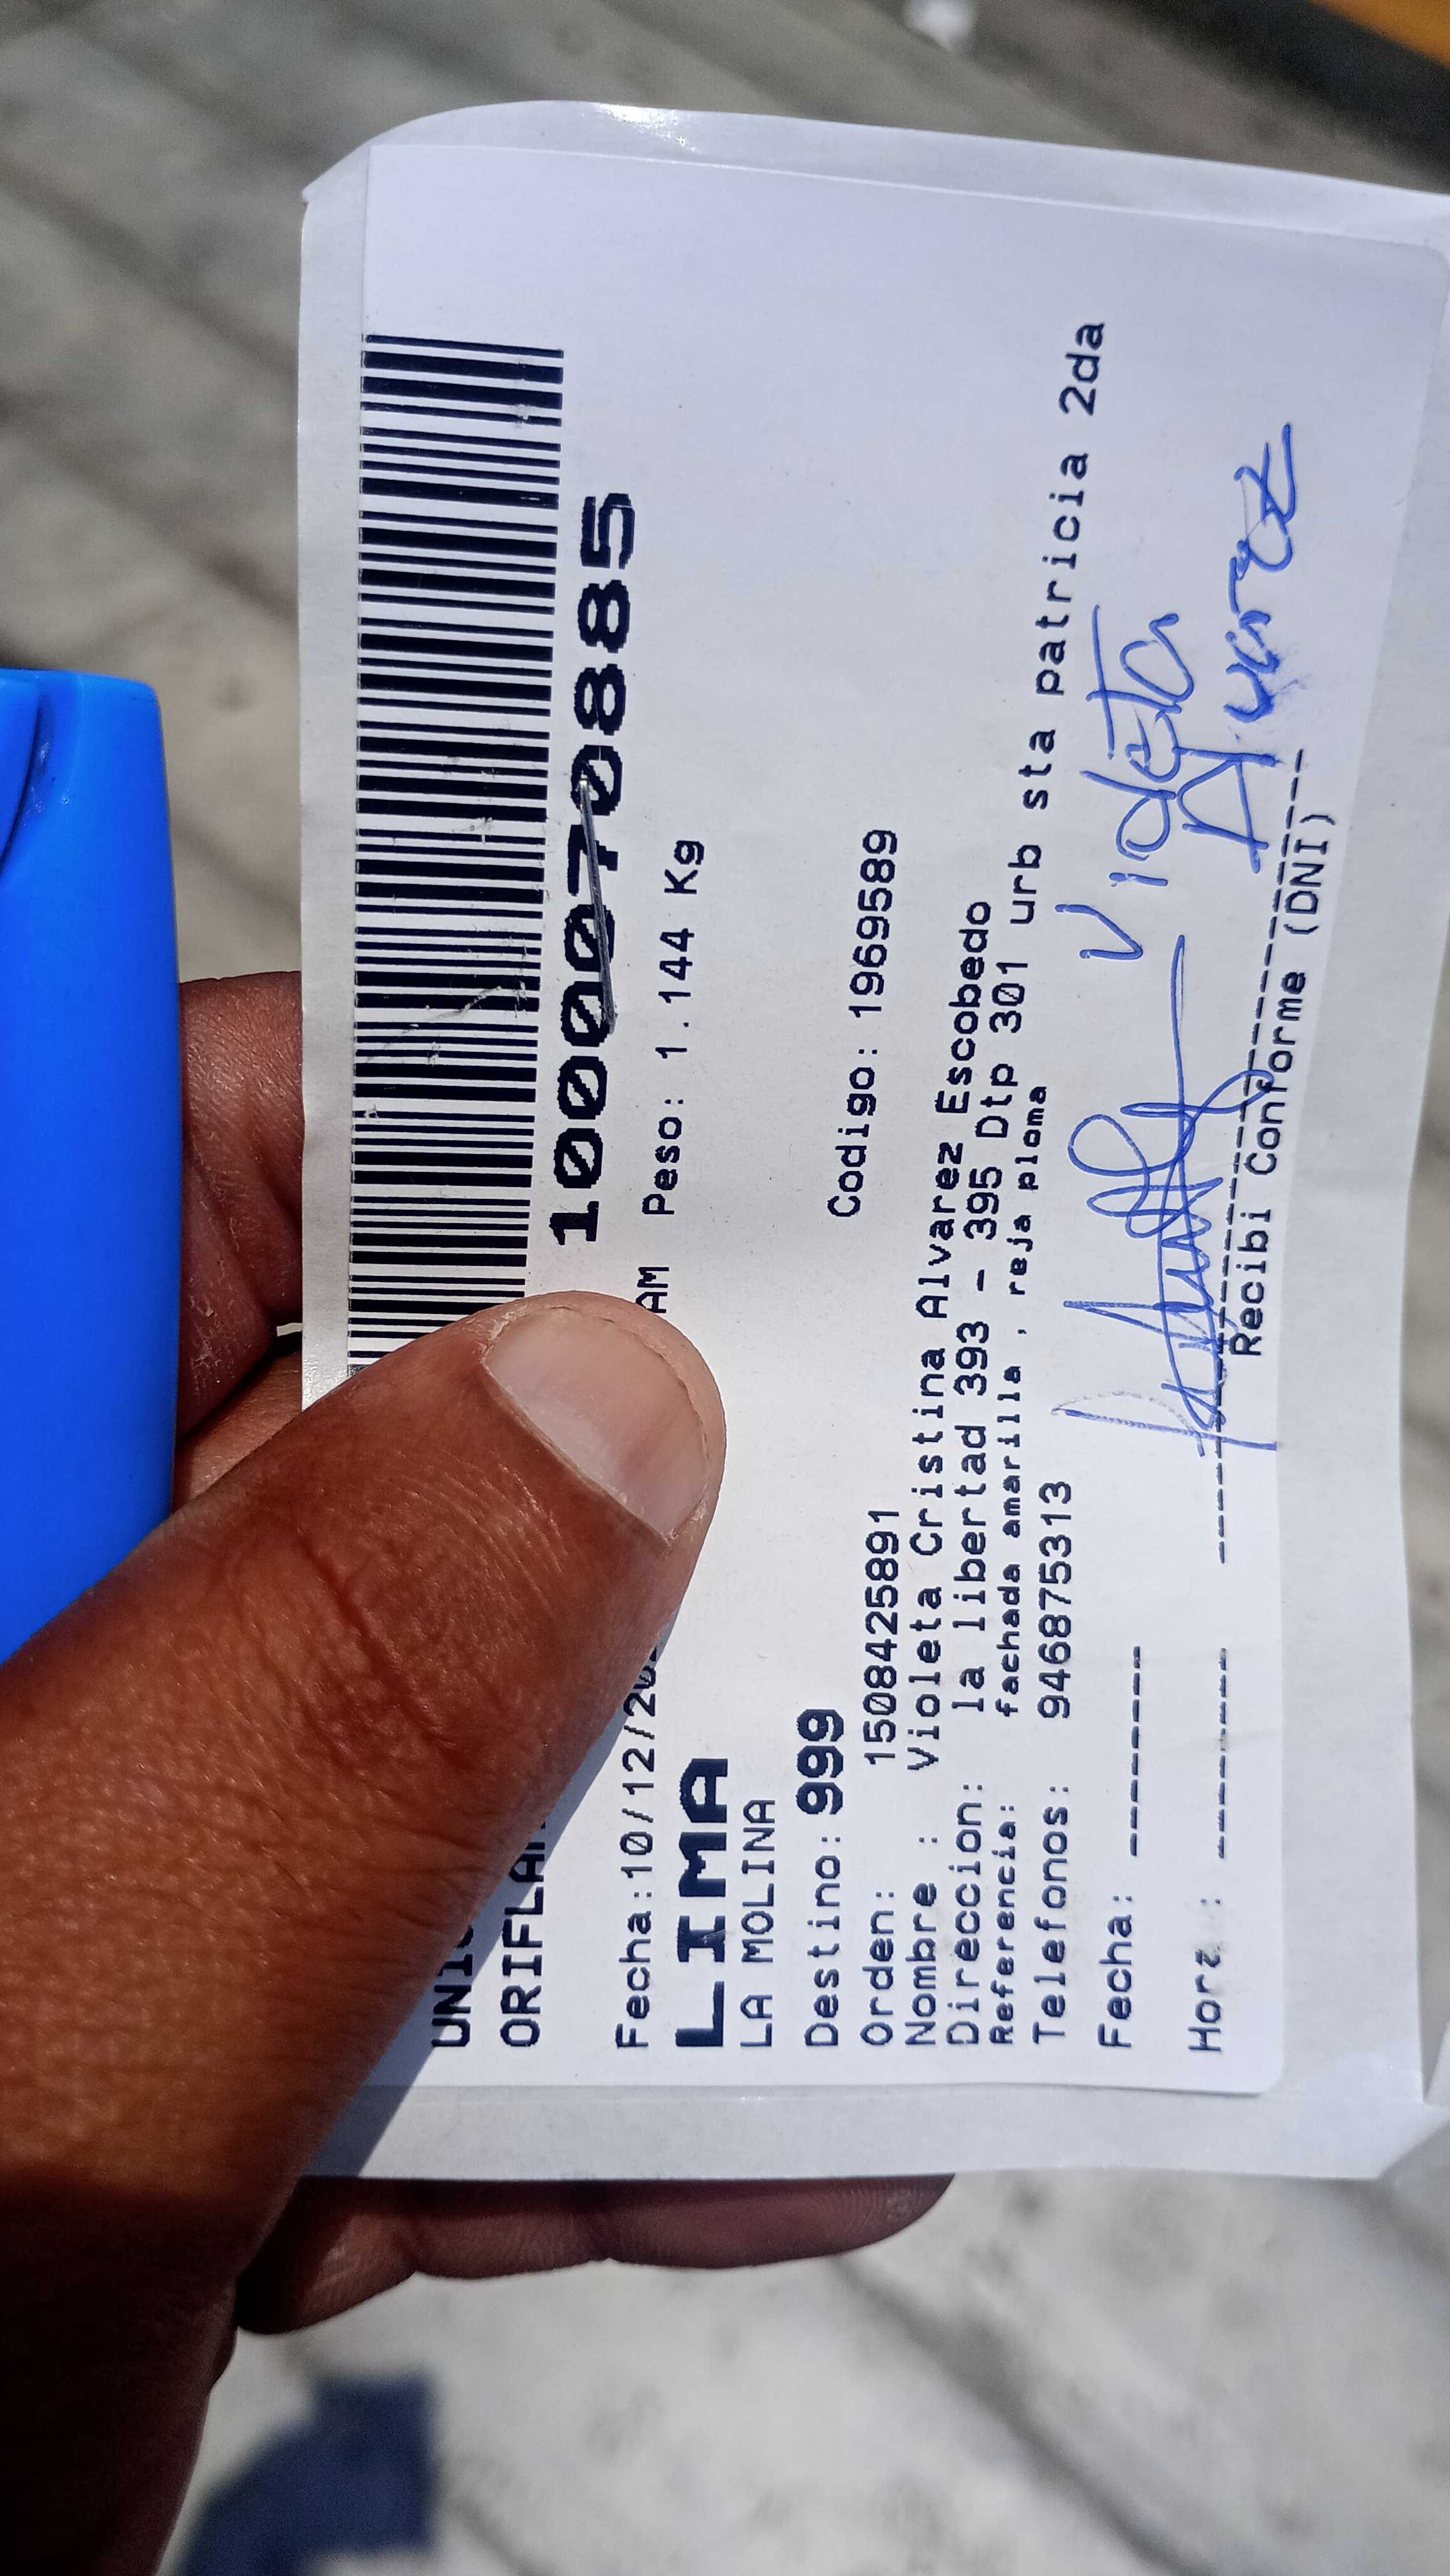 1000070885
ORIFLA
Fecha:10/12/20
AM Peso: 1.144 Kg
LIMA
LA MOLINA
Destino: 999
Orden: 1508425891 Codigo: 1969589
Nombre : Violeta Cristina Alvarez Escobedo
Direccion: la libertad 393 - 395 Dtp 301 urb sta patricia 2da
Referencia: fachada amarilla , reja ploma
Telefonos: 946875313
Fecha: --------
Violeta
Alvarez
Hora : --------
Recibi Conforme (DNI)